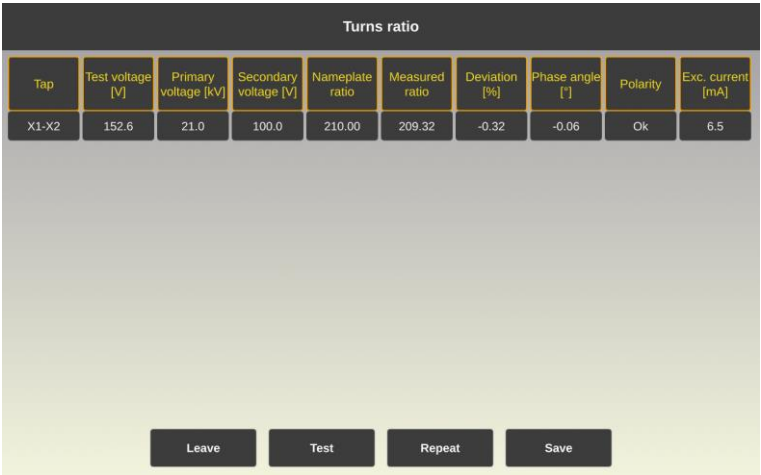 Turns ratio
Tap Test voltage Primary Secondary Nameplate Measured Deviation Phase angle Polarity Exc. current
[V] voltage [kV] voltage [V] ratio ratio [%] [°] [mA]
X1-X2 152.6 21.0 100.0 210.00 209.32 -0.32 -0.06 Ok 6.5
Leave Test Repeat Save